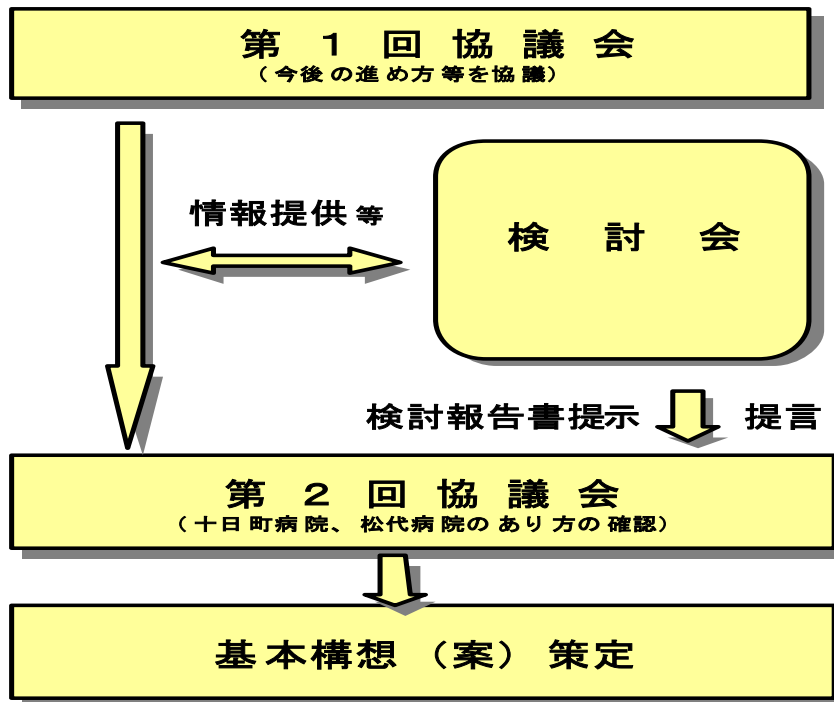 第１回協議会
（今後の進め方等を協議）
情報提供等
検討会
検討報告書提示
提言
第２回協議会
（十日町病院、松代病院のあり方の確認）
基本構想（案）策定